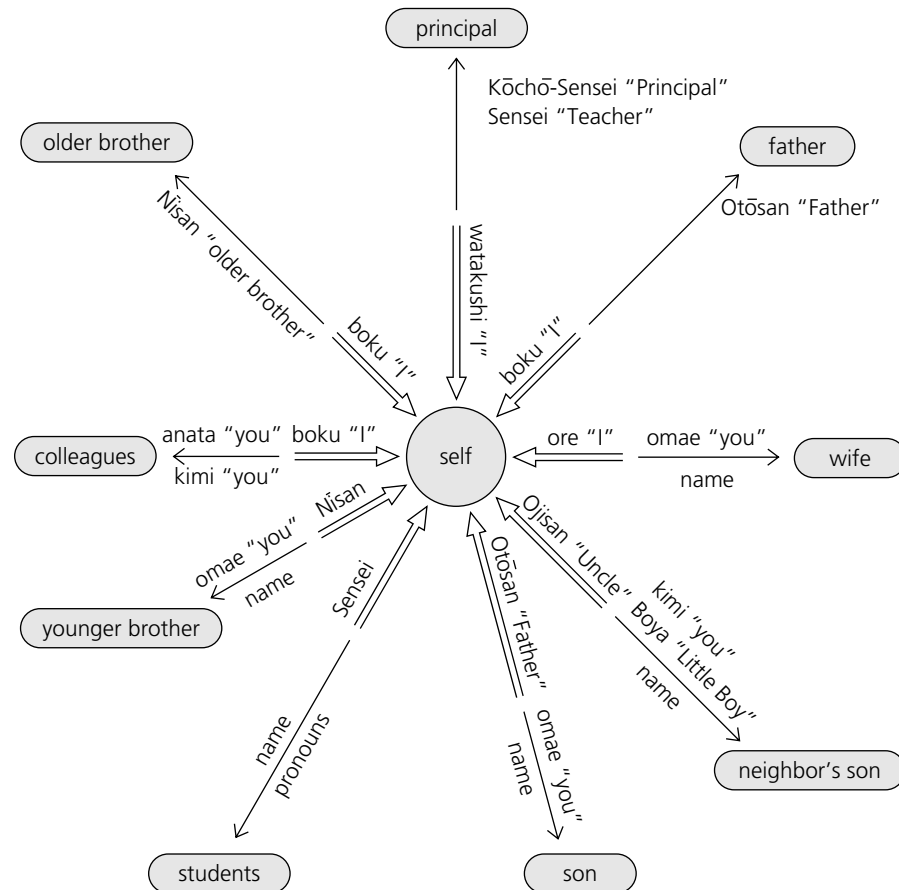 principal
Kōchō-Sensei “Principal”
Sensei “Teacher”
watakushi “I”
older brother
Nīsan “older brother”
boku “I”
father
Otōsan “Father”
boku “I”
colleagues
anata “you”
kimi “you”
boku “I”
self
ore “I”
omae “you”
name
wife
younger brother
omae “you”
name
Nīsan
Sensei
name
pronouns
students
Otōsan “Father”
omae “you”
name
son
Ojisan “Uncle”
kimi “you”
Boya “Little Boy”
name
neighbor's son